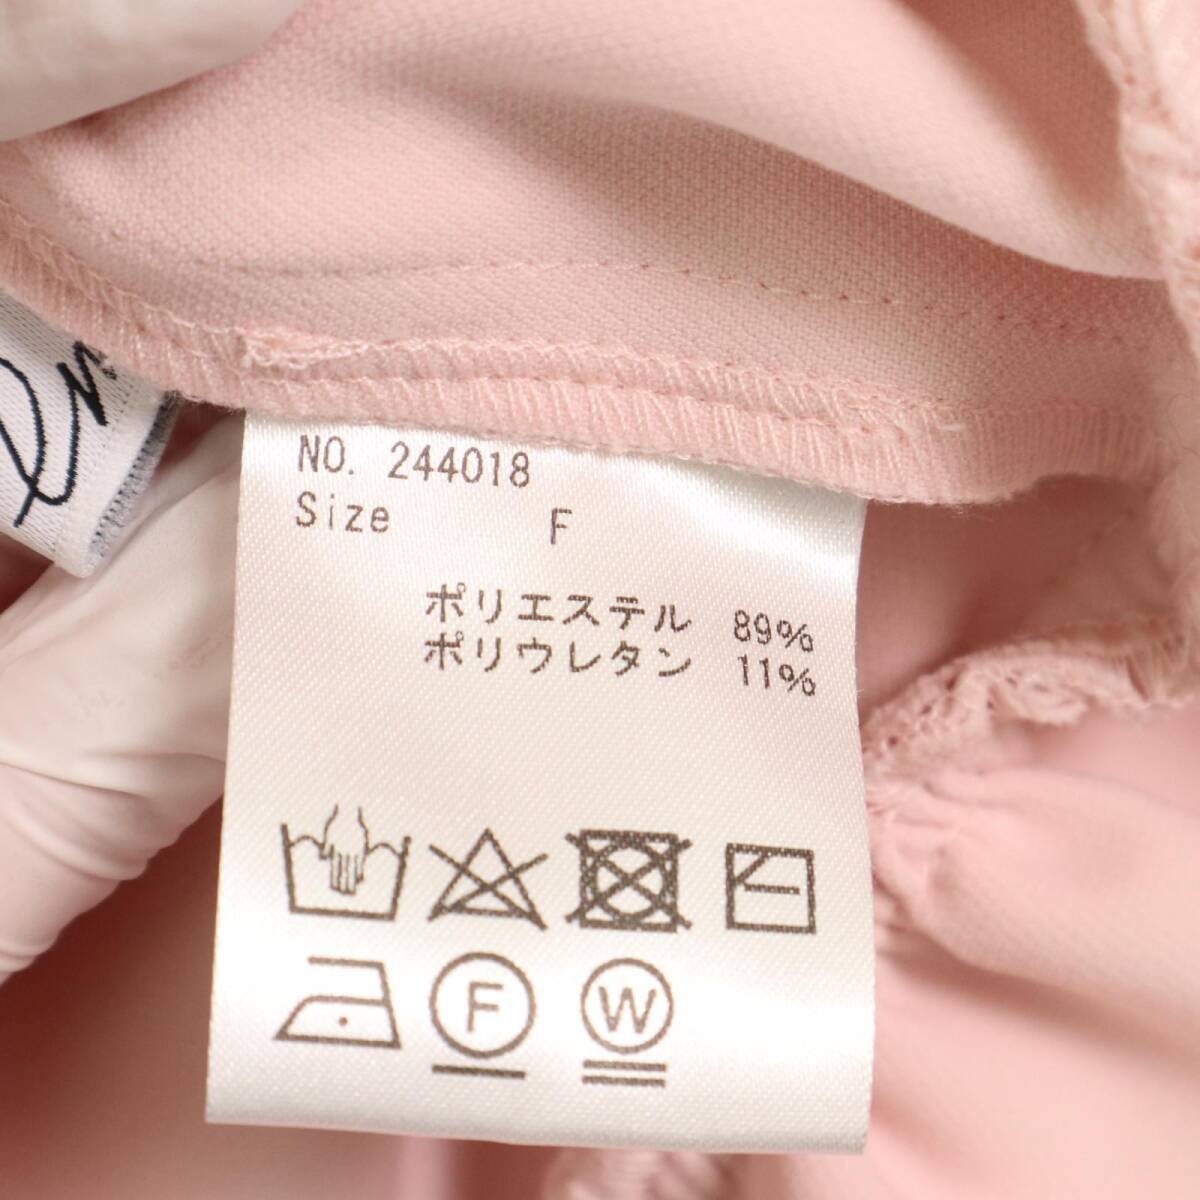 NO. 244018
Size F
ポリエステル 89%
ポリウレタン 11%
F
W